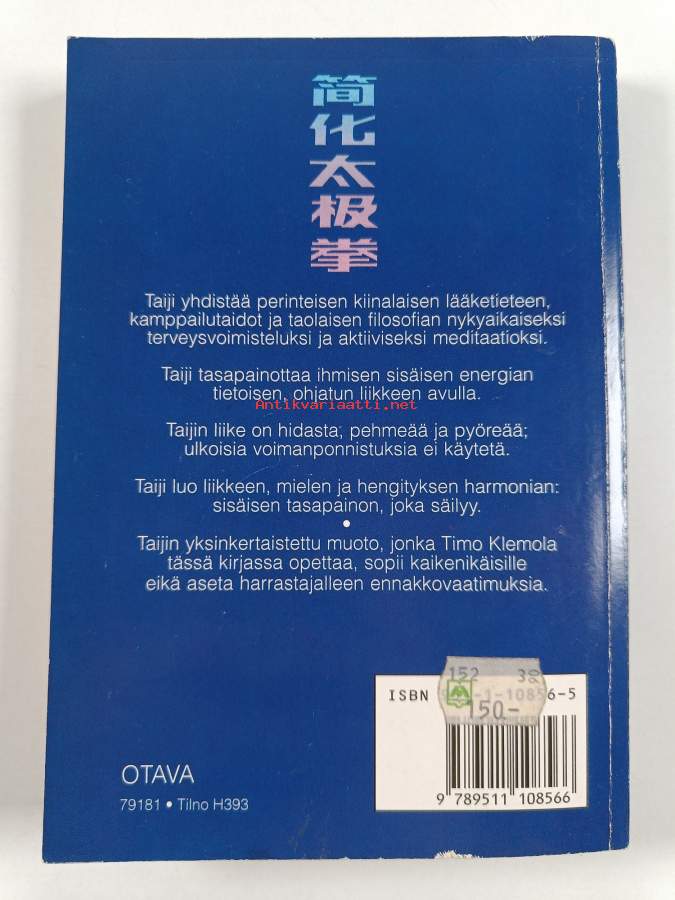 简
化
太
极
拳
Taiji yhdistää perinteisen kiinalaisen lääketieteen,
kamppailutaidot ja taolaisen filosofian nykyaikaiseksi
terveysvoimisteluksi ja aktiiviseksi meditaatioksi.
Taiji tasapainottaa ihmisen sisäisen energian
tietoisen, ohjatun liikkeen avulla.
Antikvariaatti.net
Taijin liike on hidasta, pehmeää ja pyöreää;
ulkoisia voimanponnistuksia ei käytetä.
Taiji luo liikkeen, mielen ja hengityksen harmonian:
sisäisen tasapainon, joka säilyy.
•
Taijin yksinkertaistettu muoto, jonka Timo Klemola
tässä kirjassa opettaa, sopii kaikenikäisille
eikä aseta harrastajalleen ennakkovaatimuksia.
152 390
ISBN -1-10856-5
150.-
9 789511 108566
OTAVA
79181 • Tilno H393